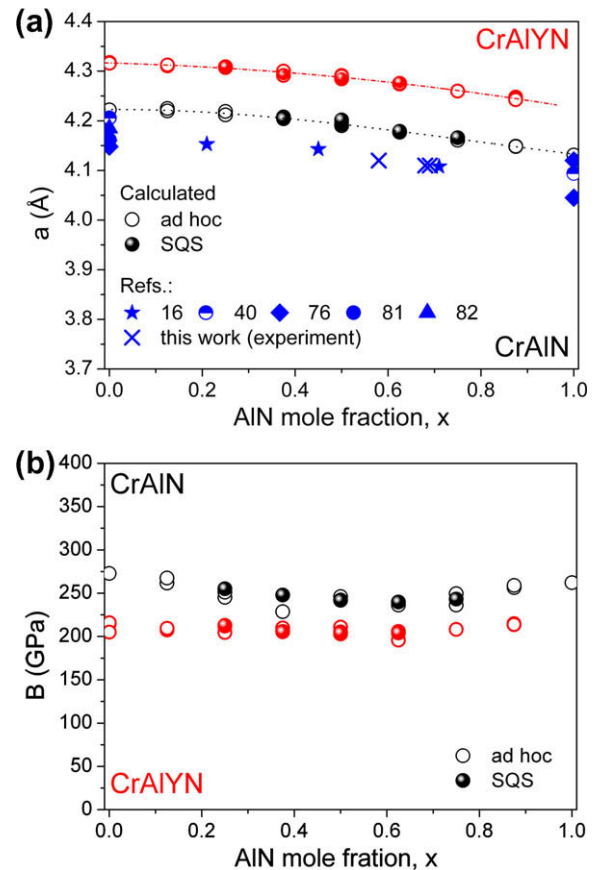 (a)
CrAlYN
4.4
4.3
4.2
4.1
4.0
3.9
3.8
3.7
a (Å)
Calculated
ad hoc
SQS
Refs.:
16 40 76 81 82
this work (experiment)
CrAlN
0.0 0.2 0.4 0.6 0.8 1.0
AlN mole fraction, x
(b)
400
350
300
250
200
150
100
50
0
B (GPa)
CrAlN
CrAlYN
ad hoc
SQS
0.0 0.2 0.4 0.6 0.8 1.0
AlN mole fration, x